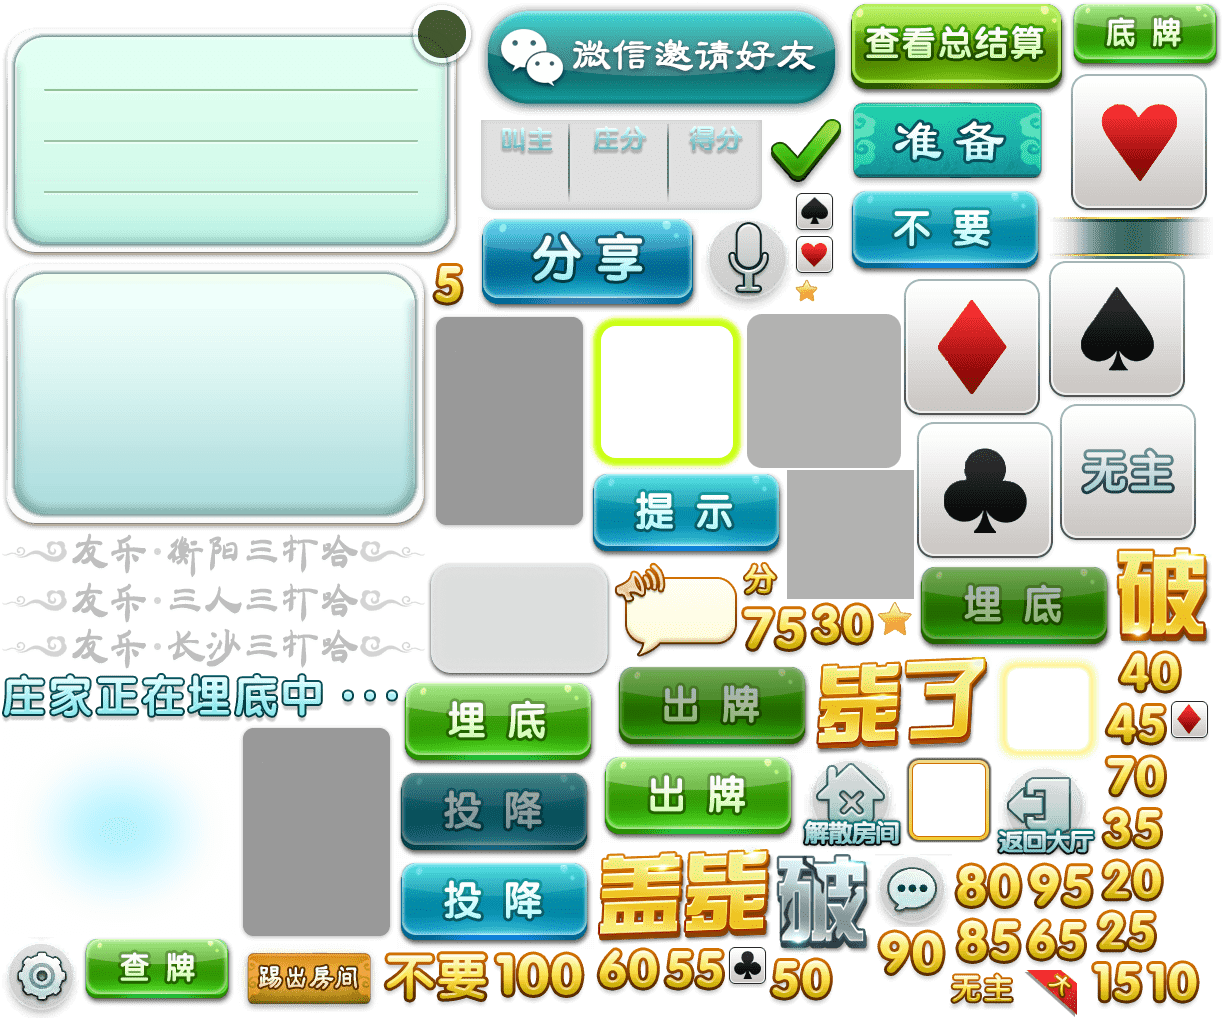 微信邀请好友
查看总结算
底牌
叫主 庄分 得分
准备
不要
分享
5
提示
无主
友乐·衡阳三打哈
友乐·三人三打哈
友乐·长沙三打哈
分
75
30
埋底
破
庄家正在埋底中 ···
埋底
出牌
毙了
40
45
投降
出牌
解散房间
返回大厅
70
35
投降
盖毙
破
80
95
20
90
85
65
25
查牌
踢出房间
不要
100
60
55
50
无主
大
15
10